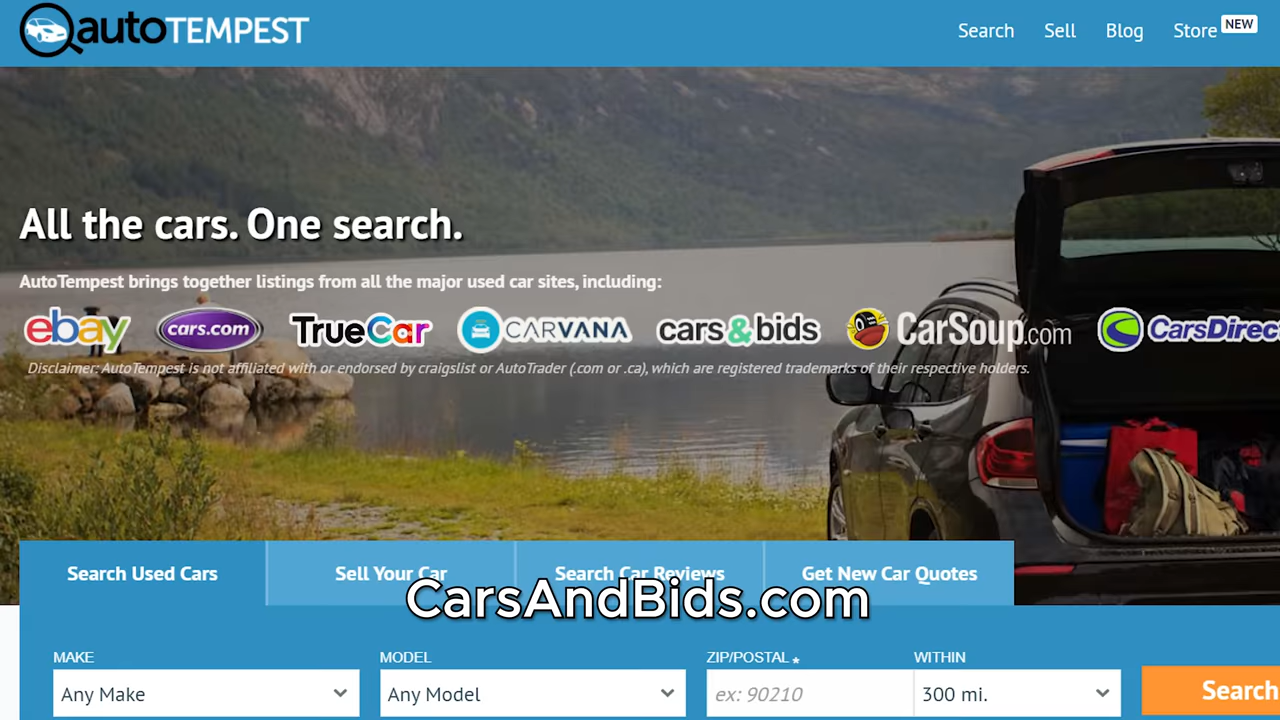 autoTEMPEST
Search Sell Blog Store NEW
All the cars. One search.
AutoTempest brings together listings from all the major used car sites, including:
ebay cars.com TrueCar CARVANA cars&bids CarSoup.com CarsDirec
Disclaimer: AutoTempest is not affiliated with or endorsed by craigslist or AutoTrader (.com or .ca), which are registered trademarks of their respective holders.
Search Used Cars Sell Your Car Search Car Reviews Get New Car Quotes
CarsAndBids.com
MAKE MODEL ZIP/POSTAL * WITHIN
Any Make Any Model ex: 90210 300 mi. Search